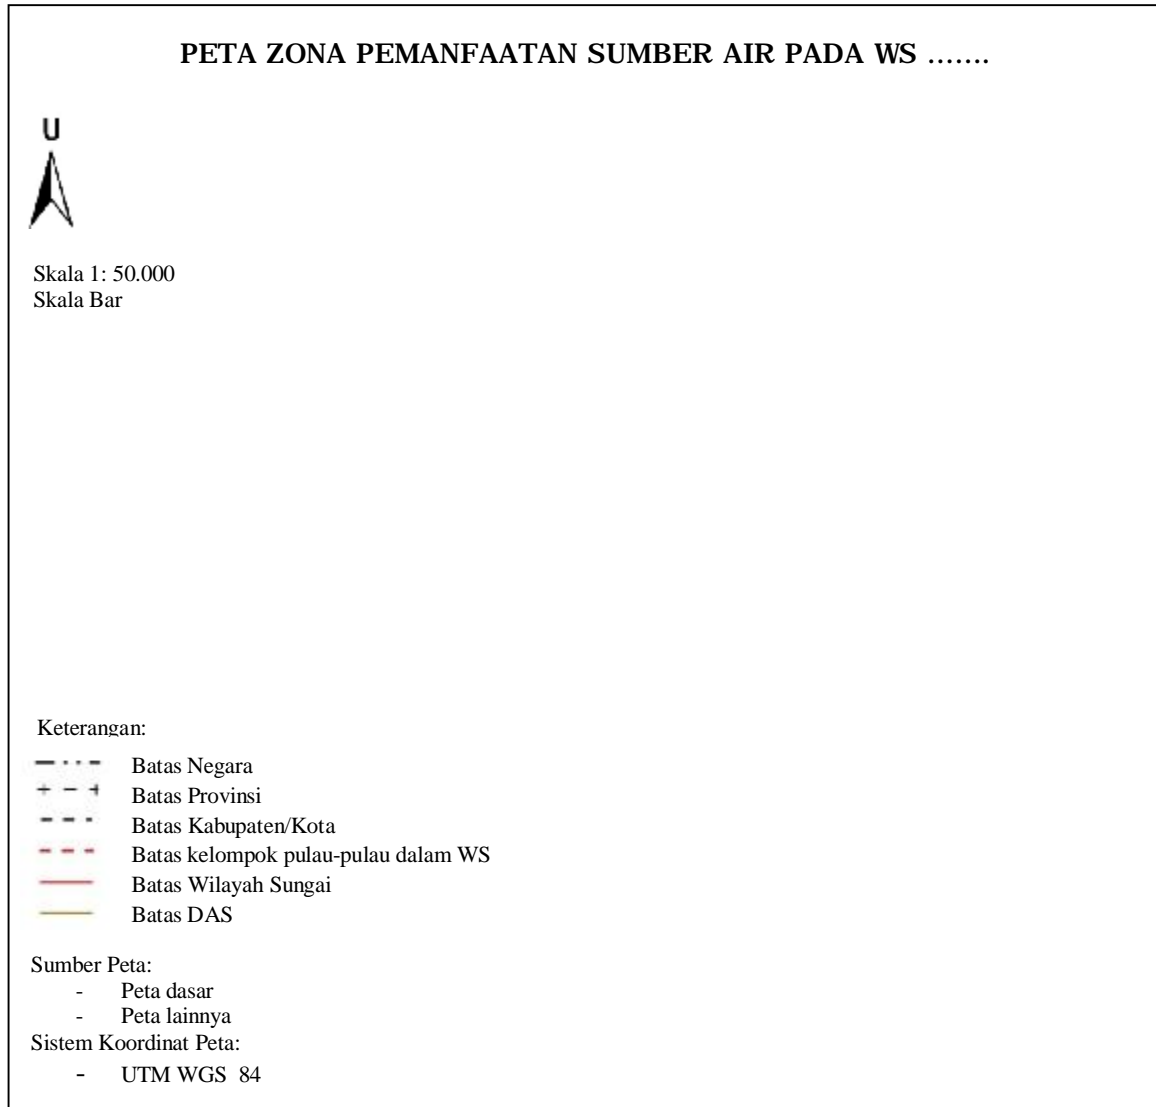 PETA ZONA PEMANFAATAN SUMBER AIR PADA WS .......
U
Skala 1: 50.000
Skala Bar
Keterangan:
Batas Negara
Batas Provinsi
Batas Kabupaten/Kota
Batas kelompok pulau-pulau dalam WS
Batas Wilayah Sungai
Batas DAS
Sumber Peta:
- Peta dasar
- Peta lainnya
Sistem Koordinat Peta:
- UTM WGS 84